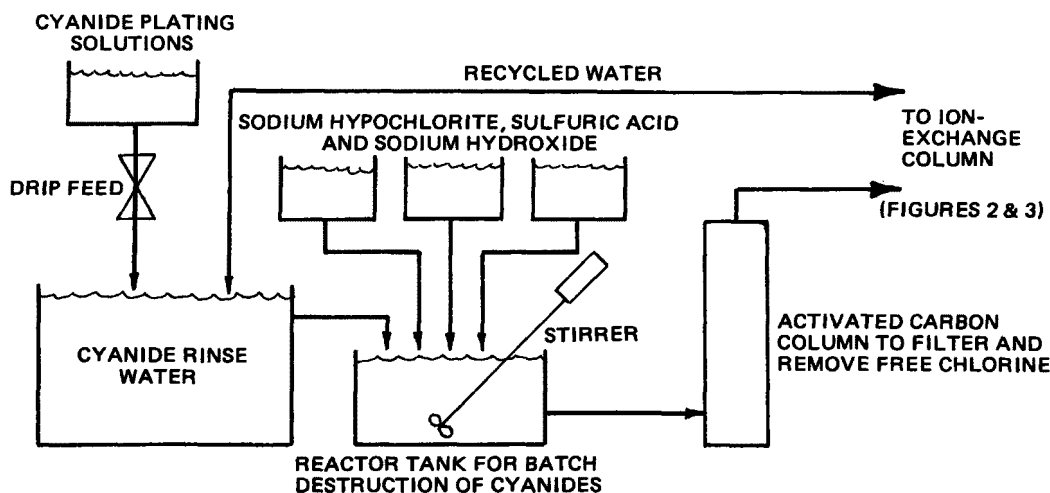 CYANIDE PLATING
SOLUTIONS
RECYCLED WATER
TO ION-
EXCHANGE
COLUMN
SODIUM HYPOCHLORITE, SULFURIC ACID
AND SODIUM HYDROXIDE
DRIP FEED
(FIGURES 2 & 3)
STIRRER
CYANIDE RINSE
WATER
ACTIVATED CARBON
COLUMN TO FILTER AND
REMOVE FREE CHLORINE
REACTOR TANK FOR BATCH
DESTRUCTION OF CYANIDES